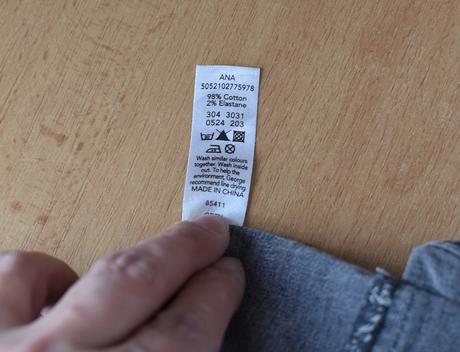 ANA
5052102775978
98% Cotton
2% Elastane
304 3031
0524 203
Wash similar colours
together. Wash inside
out. To help the
environment, George
recommend line drying.
MADE IN CHINA
85411